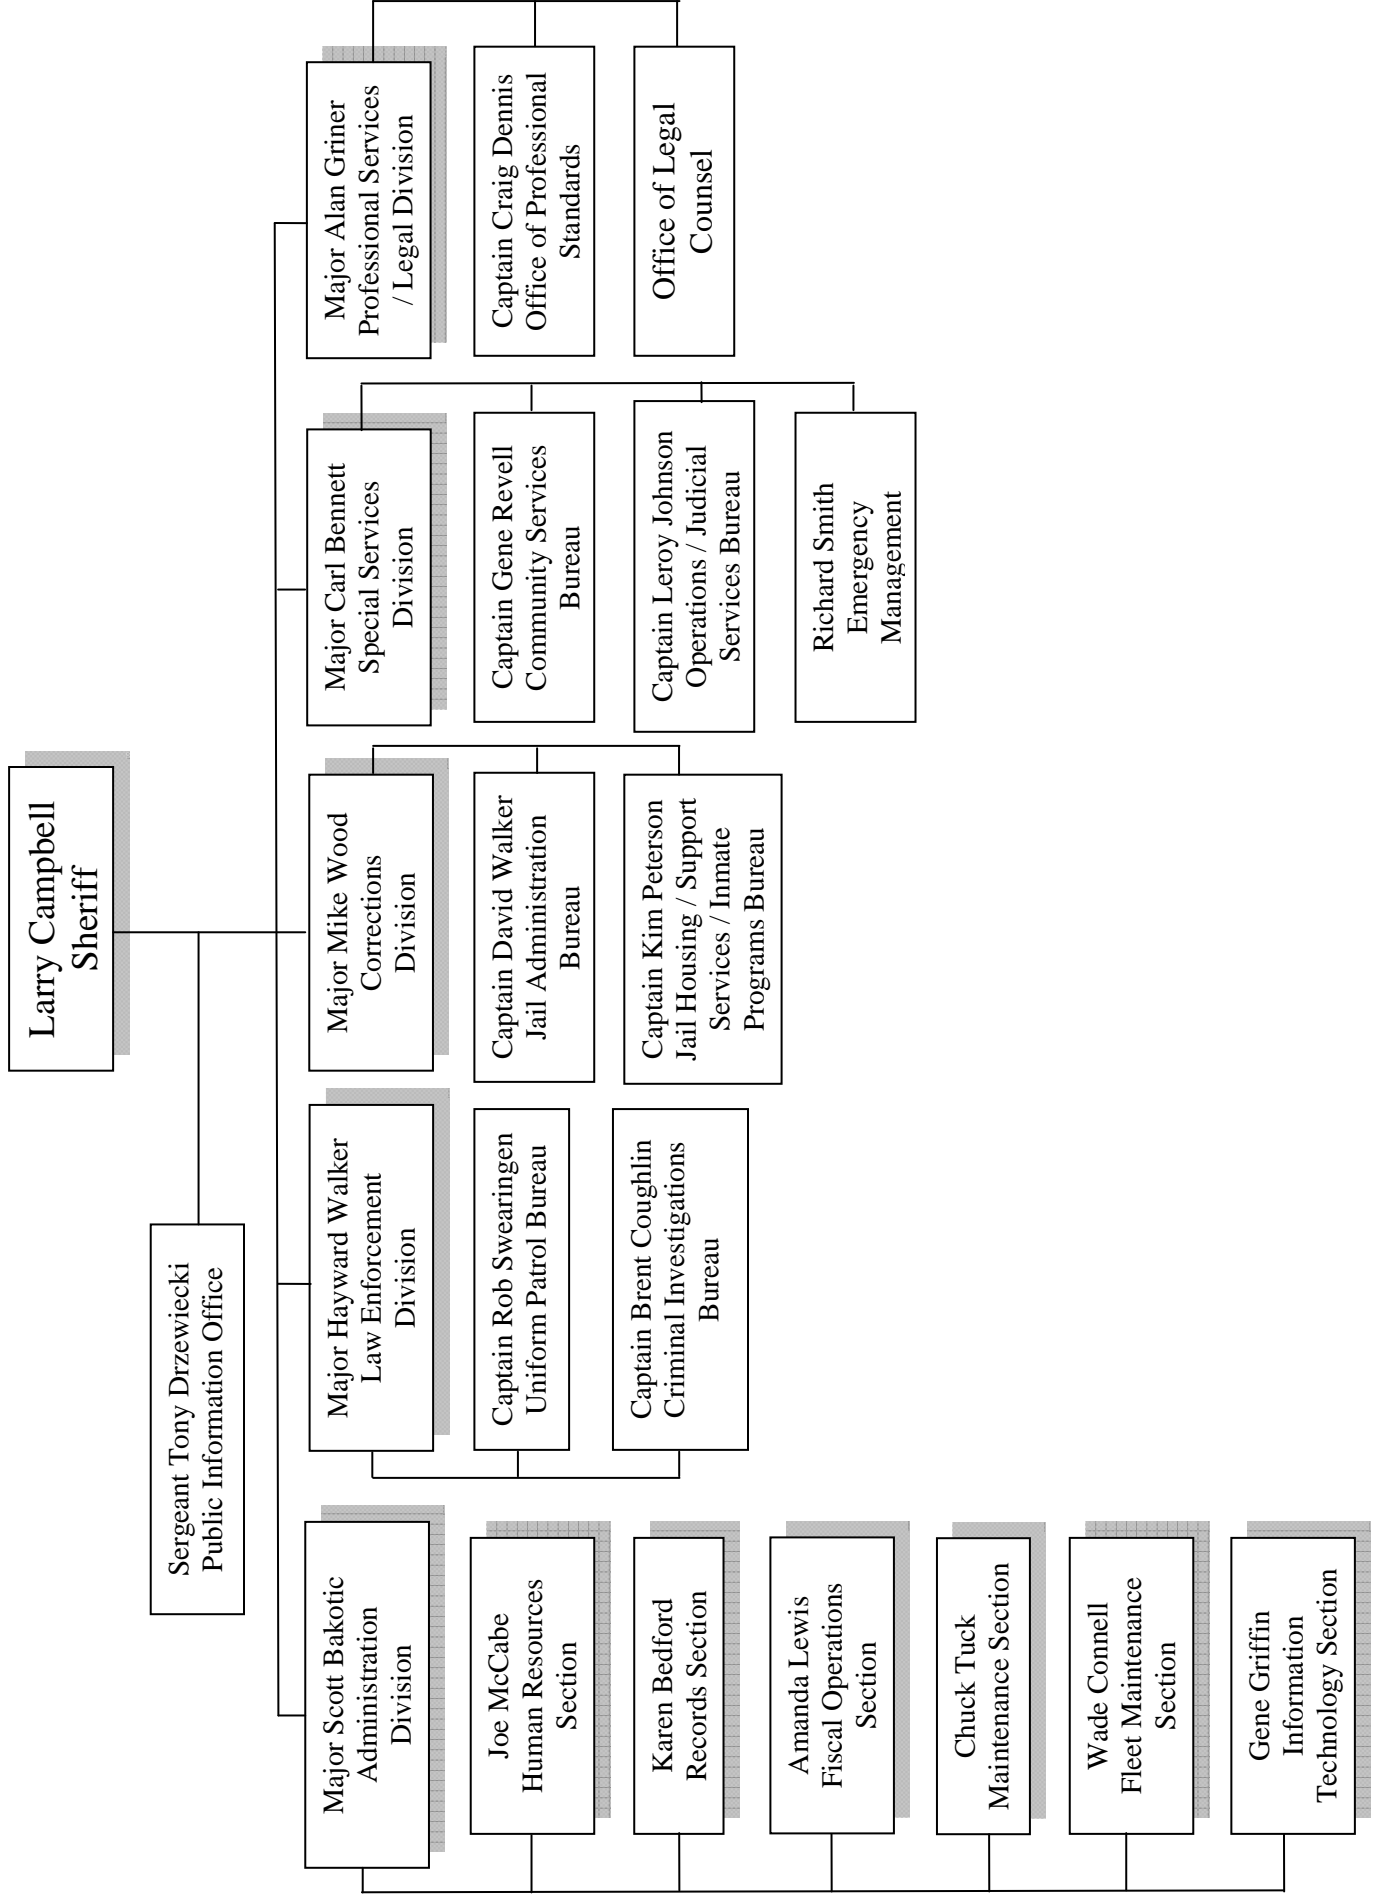 Larry Campbell
Sheriff
Sergeant Tony Drzewiecki
Public Information Office
Major Scott Bakotic
Administration
Division
Joe McCabe
Human Resources
Section
Karen Bedford
Records Section
Amanda Lewis
Fiscal Operations
Section
Chuck Tuck
Maintenance Section
Wade Connell
Fleet Maintenance
Section
Gene Griffin
Information
Technology Section
Major Hayward Walker
Law Enforcement
Division
Captain Rob Swearingen
Uniform Patrol Bureau
Captain Brent Coughlin
Criminal Investigations
Bureau
Major Mike Wood
Corrections
Division
Captain David Walker
Jail Administration
Bureau
Captain Kim Peterson
Jail Housing / Support
Services / Inmate
Programs Bureau
Major Carl Bennett
Special Services
Division
Captain Gene Revell
Community Services
Bureau
Captain Leroy Johnson
Operations / Judicial
Services Bureau
Richard Smith
Emergency
Management
Major Alan Griner
Professional Services
/ Legal Division
Captain Craig Dennis
Office of Professional
Standards
Office of Legal
Counsel